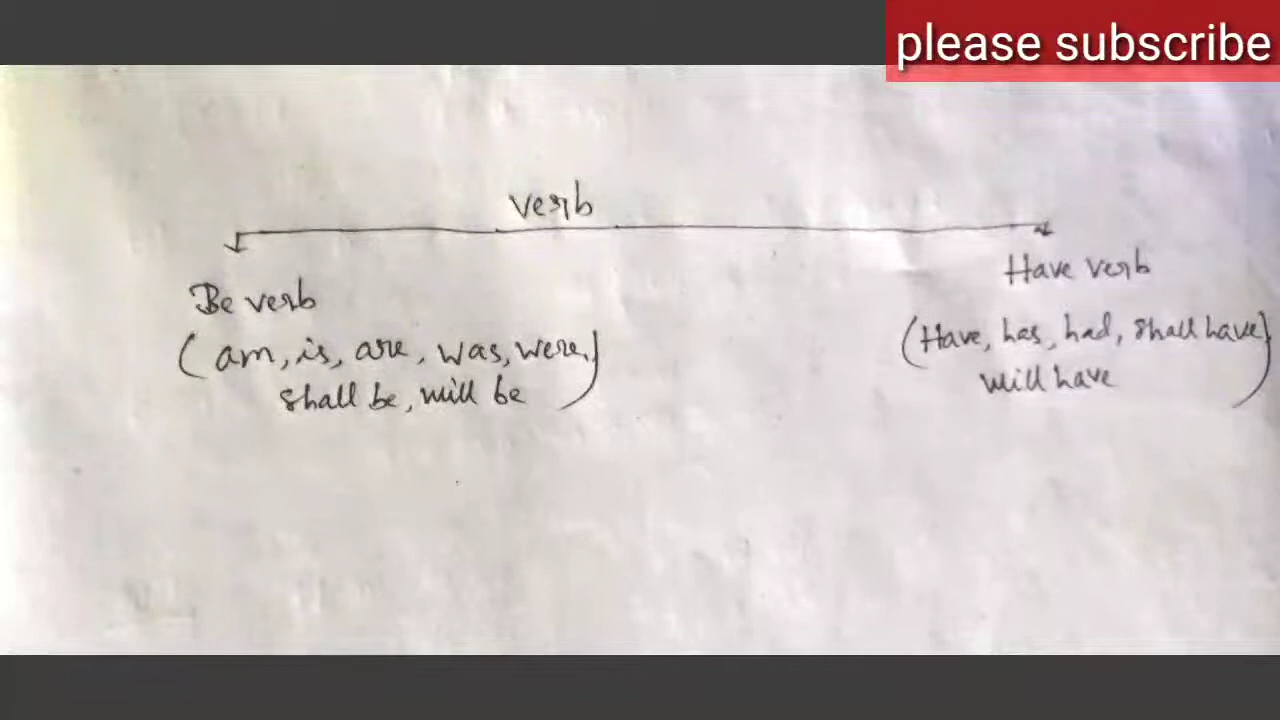 please subscribe
verb
Be verb
(am, is, are, was, were,
shall be, will be)
Have verb
(Have, has, had, shall have,
will have)